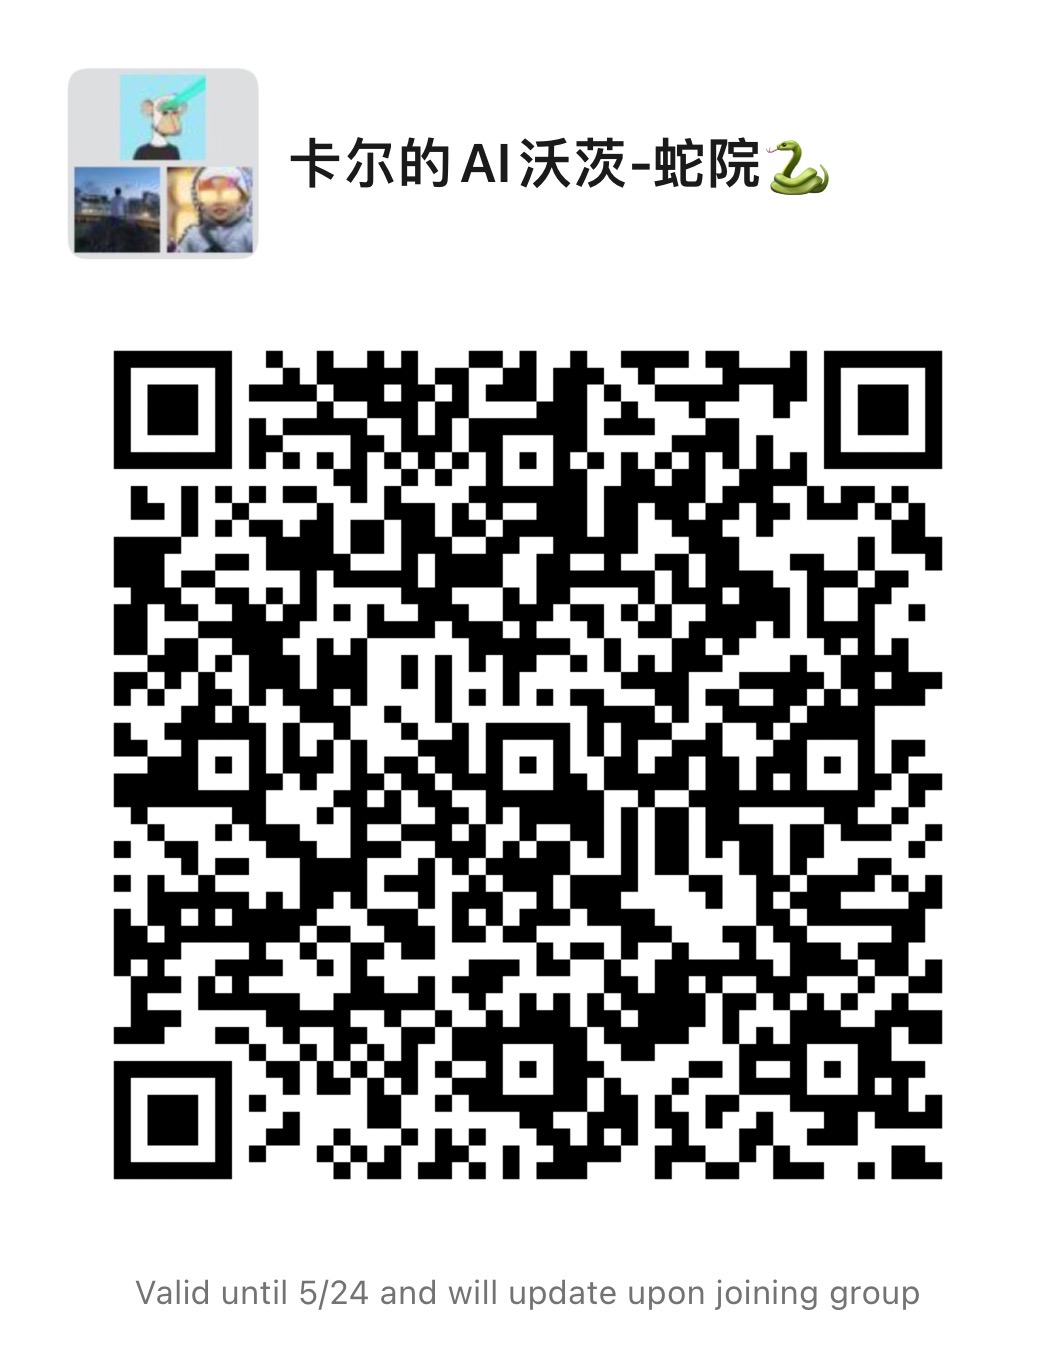 卡尔的AI沃茨-蛇院🐍
Valid until 5/24 and will update upon joining group